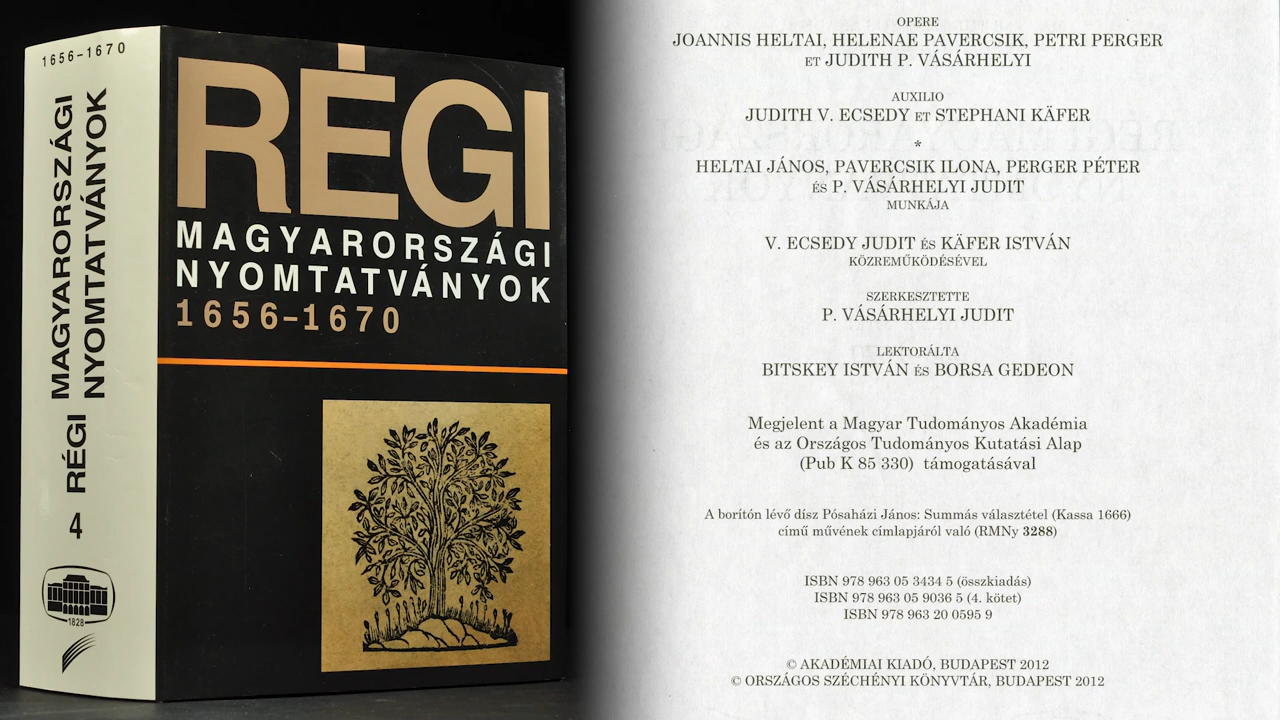 1656–1670
RÉGI MAGYARORSZÁGI
NYOMTATVÁNYOK
4
1828
RÉGI
MAGYARORSZÁGI
NYOMTATVÁNYOK
1656–1670
OPERE
JOANNIS HELTAI, HELENAE PAVERCSIK, PETRI PERGER
ET JUDITH P. VÁSÁRHELYI
AUXILIO
JUDITH V. ECSEDY ET STEPHANI KÄFER
*
HELTAI JÁNOS, PAVERCSIK ILONA, PERGER PÉTER
ÉS P. VÁSÁRHELYI JUDIT
MUNKÁJA
V. ECSEDY JUDIT ÉS KÄFER ISTVÁN
KÖZREMŰKÖDÉSÉVEL
SZERKESZTETTE
P. VÁSÁRHELYI JUDIT
LEKTORÁLTA
BITSKEY ISTVÁN ÉS BORSA GEDEON
Megjelent a Magyar Tudományos Akadémia
és az Országos Tudományos Kutatási Alap
(Pub K 85 330) támogatásával
A borítón lévő dísz Pósaházi János: Summás választétel (Kassa 1666)
című művének címlapjáról való (RMNy 3288)
ISBN 978 963 05 3434 5 (összkiadás)
ISBN 978 963 05 9036 5 (4. kötet)
ISBN 978 963 20 0595 9
© AKADÉMIAI KIADÓ, BUDAPEST 2012
© ORSZÁGOS SZÉCHÉNYI KÖNYVTÁR, BUDAPEST 2012